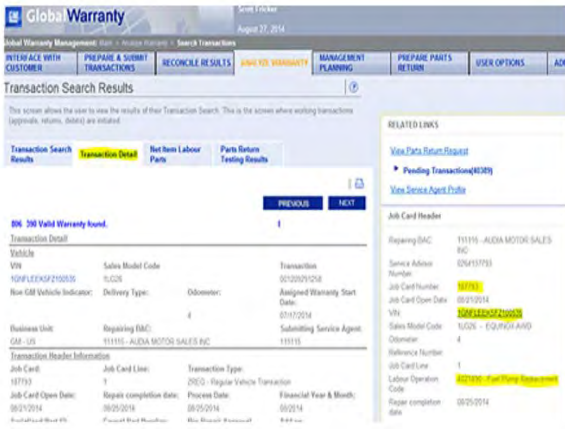 GM GlobalWarranty
Scott Fricker
August 27, 2014
Global Warranty Management: Main > Analyze Warranty > Search Transactions
INTERFACE WITH CUSTOMER
PREPARE & SUBMIT TRANSACTIONS
RECONCILE RESULTS
ANALYZE WARRANTY
MANAGEMENT PLANNING
PREPARE PARTS RETURN
USER OPTIONS
Transaction Search Results
This screen allows the user to view the results of their Transaction Search. This is the screen where working transactions
(approvals, returns, debits) are initiated.
Transaction Search Results
Transaction Detail
Net Item Labour Parts
Parts Return Testing Results
PREVIOUS NEXT
Valid Warranty found. 1
Transaction Detail
Vehicle
VIN Sales Model Code Transaction
1LG26
Non-GM Vehicle Indicator: Delivery Type: Odometer: Assigned Warranty Start Date:
4 07/17/2014
Business Unit: Repairing BAC: Submitting Service Agent:
GM - US 111115 - AUDIA MOTOR SALES INC 111115
Transaction Header Information
Job Card: Job Card Line: Transaction Type:
187793 1 ZREG - Regular Vehicle Transaction
Job Card Open Date: Repair completion date: Process Date: Financial Year & Month:
08/21/2014 08/25/2014 08/25/2014 08/2014
RELATED LINKS
View Parts Return Request
Pending Transactions(40389)
View Service Agent Profile
Job Card Header
Repairing BAC 111115 - AUDIA MOTOR SALES INC
Service Advisor Number
Job Card Number 187793
Job Card Open Date 08/21/2014
VIN
Sales Model Code 1LG26 - EQUINOX AWD
Odometer 4
Reference Number
Job Card Line 1
Labour Operation Code Fuel Pump Replacement
Repair completion date 08/25/2014